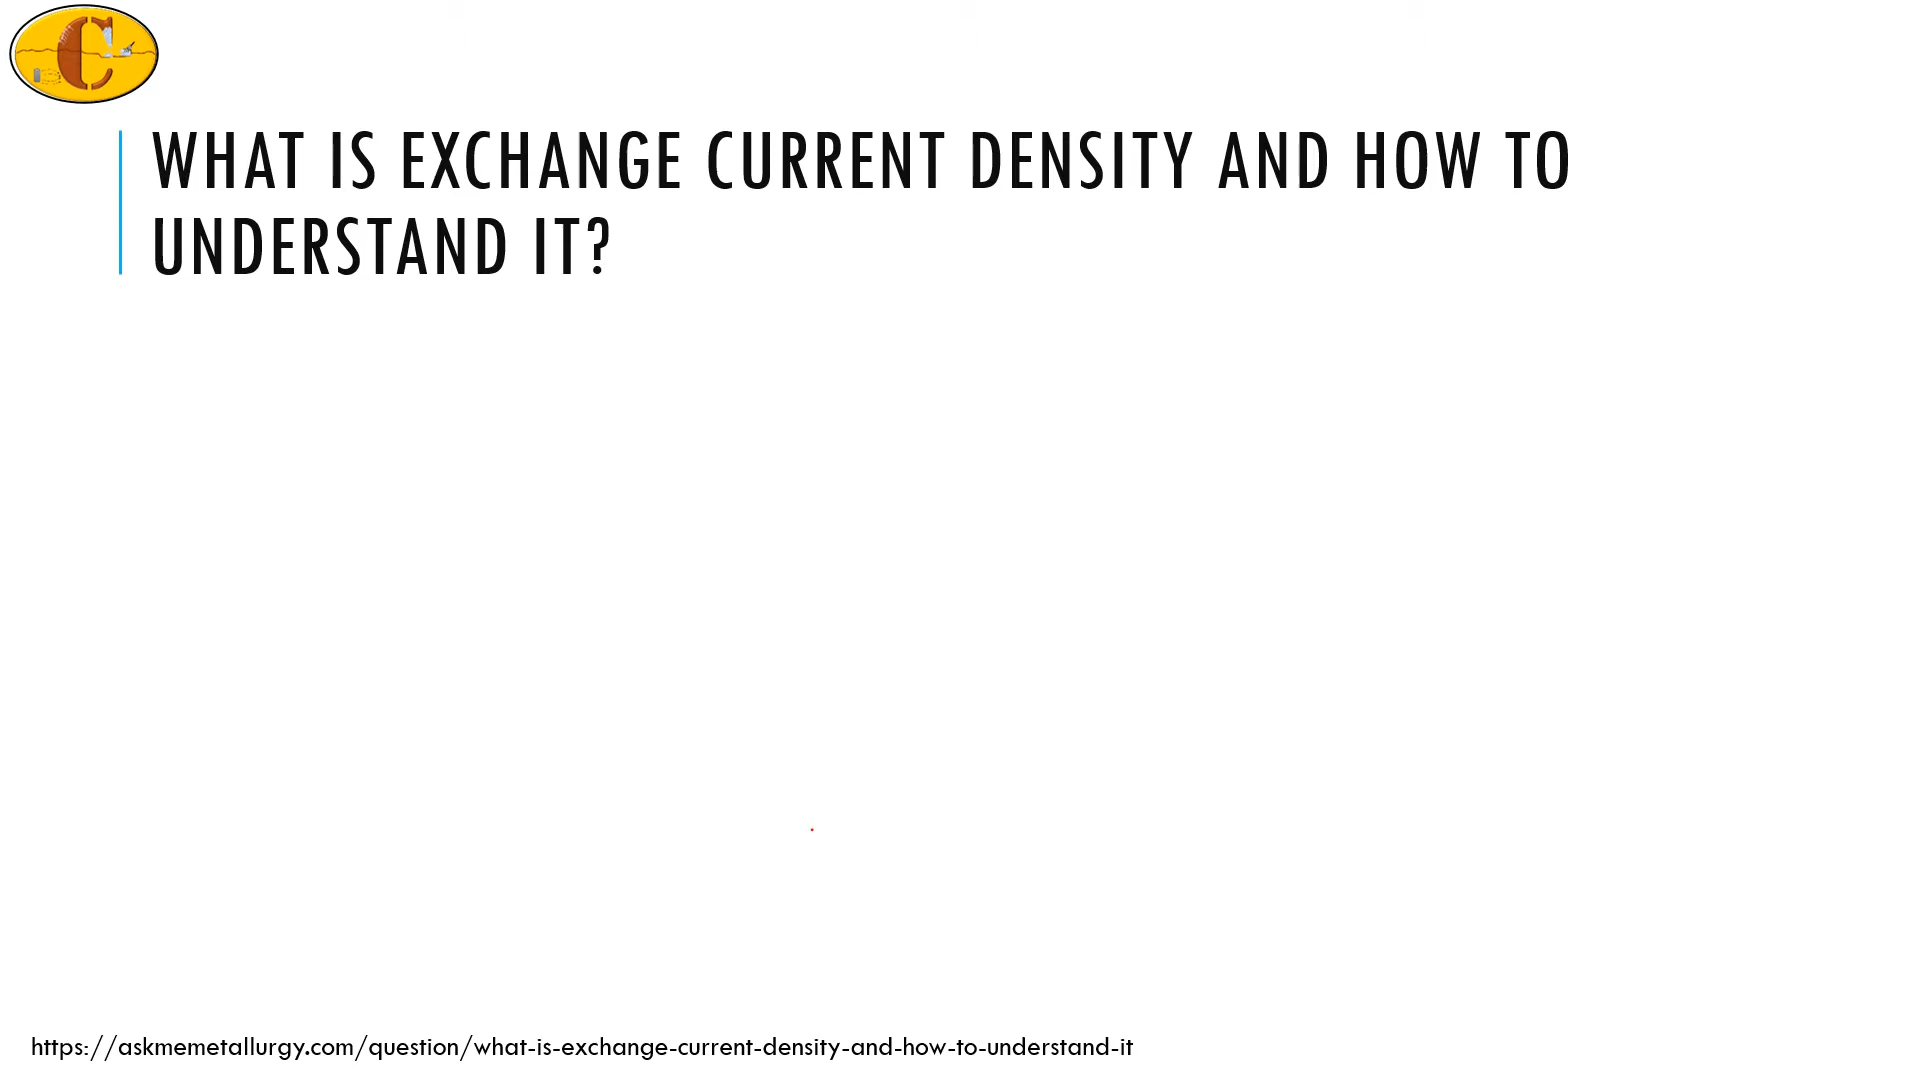 C
WHAT IS EXCHANGE CURRENT DENSITY AND HOW TO
UNDERSTAND IT?
https://askmemetallurgy.com/question/what-is-exchange-current-density-and-how-to-understand-it